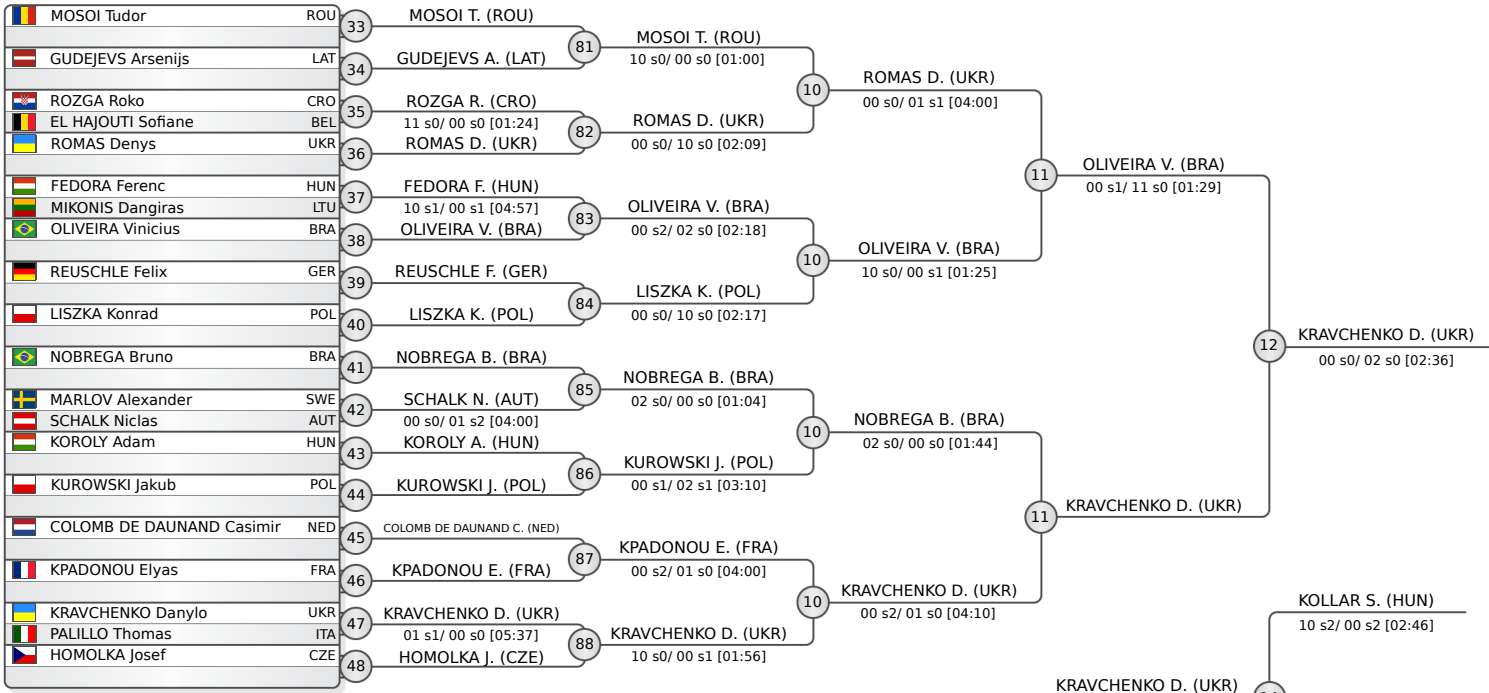 MOSOI Tudor ROU
GUDEJEVS Arsenijs LAT
ROZGA Roko CRO
EL HAJOUTI Sofiane BEL
ROMAS Denys UKR
FEDORA Ferenc HUN
MIKONIS Dangiras LTU
OLIVEIRA Vinicius BRA
REUSCHLE Felix GER
LISZKA Konrad POL
NOBREGA Bruno BRA
MARLOV Alexander SWE
SCHALK Niclas AUT
KOROLY Adam HUN
KUROWSKI Jakub POL
COLOMB DE DAUNAND Casimir NED
KPADONOU Elyas FRA
KRAVCHENKO Danylo UKR
PALILLO Thomas ITA
HOMOLKA Josef CZE
33
34
35
36
37
38
39
40
41
42
43
44
45
46
47
48
MOSOI T. (ROU)
GUDEJEVS A. (LAT)
ROZGA R. (CRO)
11 s0/ 00 s0 [01:24]
ROMAS D. (UKR)
FEDORA F. (HUN)
10 s1/ 00 s1 [04:57]
OLIVEIRA V. (BRA)
REUSCHLE F. (GER)
LISZKA K. (POL)
NOBREGA B. (BRA)
SCHALK N. (AUT)
00 s0/ 01 s2 [04:00]
KOROLY A. (HUN)
KUROWSKI J. (POL)
COLOMB DE DAUNAND C. (NED)
KPADONOU E. (FRA)
KRAVCHENKO D. (UKR)
01 s1/ 00 s0 [05:37]
HOMOLKA J. (CZE)
81
82
83
84
85
86
87
88
MOSOI T. (ROU)
10 s0/ 00 s0 [01:00]
ROMAS D. (UKR)
00 s0/ 10 s0 [02:09]
OLIVEIRA V. (BRA)
00 s2/ 02 s0 [02:18]
LISZKA K. (POL)
00 s0/ 10 s0 [02:17]
NOBREGA B. (BRA)
02 s0/ 00 s0 [01:04]
KUROWSKI J. (POL)
00 s1/ 02 s1 [03:10]
KPADONOU E. (FRA)
00 s2/ 01 s0 [04:00]
KRAVCHENKO D. (UKR)
10 s0/ 00 s1 [01:56]
10
10
10
10
ROMAS D. (UKR)
00 s0/ 01 s1 [04:00]
OLIVEIRA V. (BRA)
10 s0/ 00 s1 [01:25]
NOBREGA B. (BRA)
02 s0/ 00 s0 [01:44]
KRAVCHENKO D. (UKR)
00 s2/ 01 s0 [04:10]
11
11
OLIVEIRA V. (BRA)
00 s1/ 11 s0 [01:29]
KRAVCHENKO D. (UKR)
12
KRAVCHENKO D. (UKR)
00 s0/ 02 s0 [02:36]
KOLLAR S. (HUN)
10 s2/ 00 s2 [02:46]
KRAVCHENKO D. (UKR)